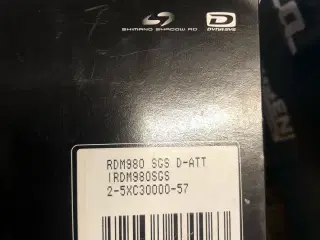 SHIMANO SHADOW RD
DYNA-SYS
RDM980 SGS D-ATT
IRDM980SGS
2-5XC30000-57